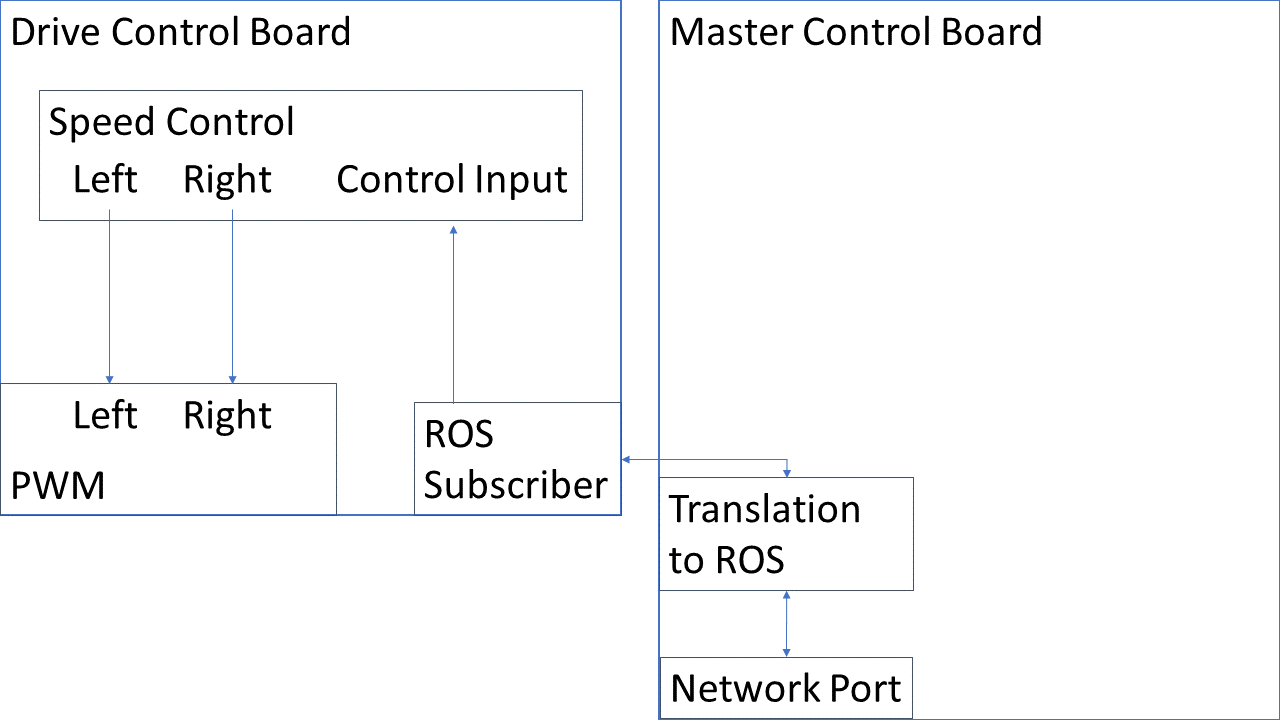 Drive Control Board
Speed Control
Left Right Control Input
Left Right
PWM
ROS
Subscriber
Master Control Board
Translation
to ROS
Network Port